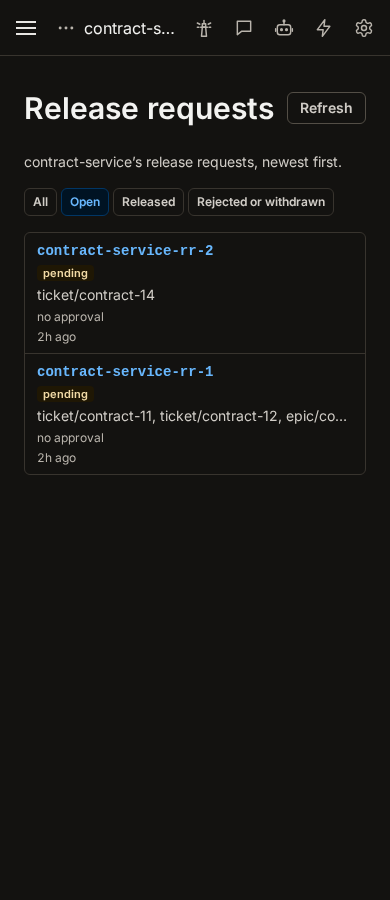 contract-s...
Release requests
Refresh
contract-service's release requests, newest first.
All
Open
Released
Rejected or withdrawn
contract-service-rr-2
pending
ticket/contract-14
no approval
2h ago
contract-service-rr-1
pending
ticket/contract-11, ticket/contract-12, epic/co...
no approval
2h ago